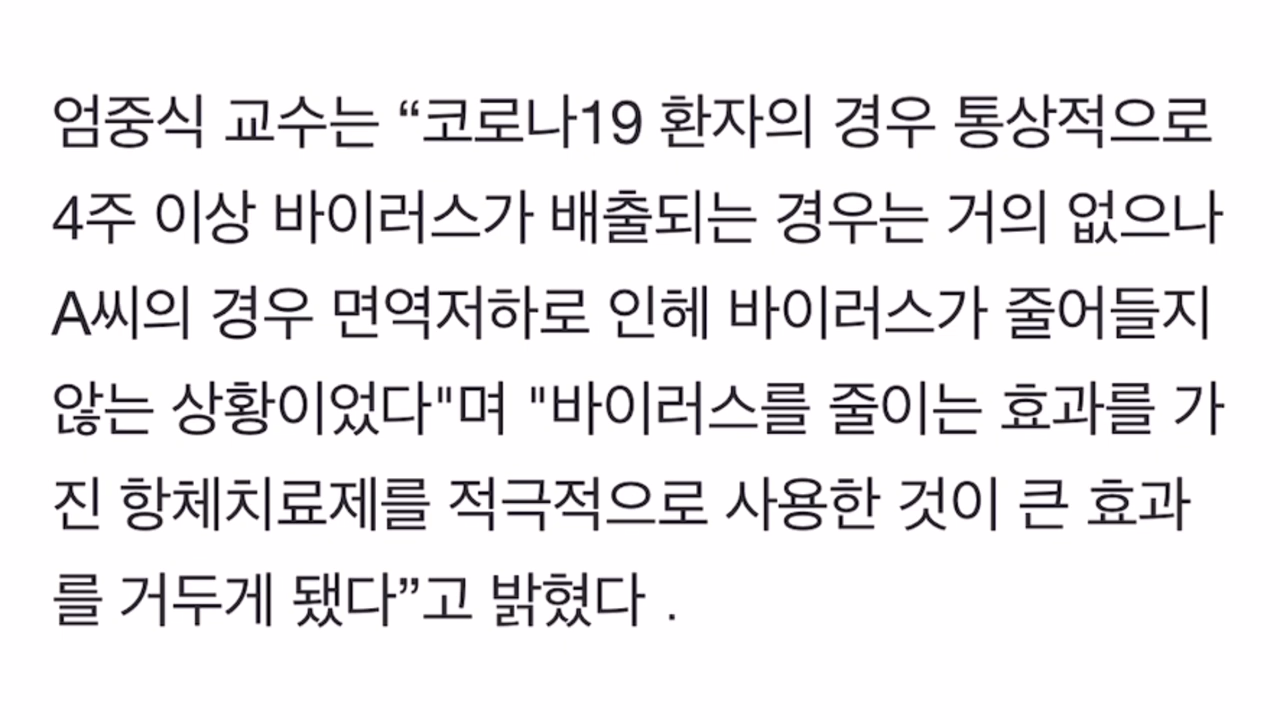 엄중식 교수는 “코로나19 환자의 경우 통상적으로
4주 이상 바이러스가 배출되는 경우는 거의 없으나
A씨의 경우 면역저하로 인헤 바이러스가 줄어들지
않는 상황이었다"며 "바이러스를 줄이는 효과를 가
진 항체치료제를 적극적으로 사용한 것이 큰 효과
를 거두게 됐다”고 밝혔다 .